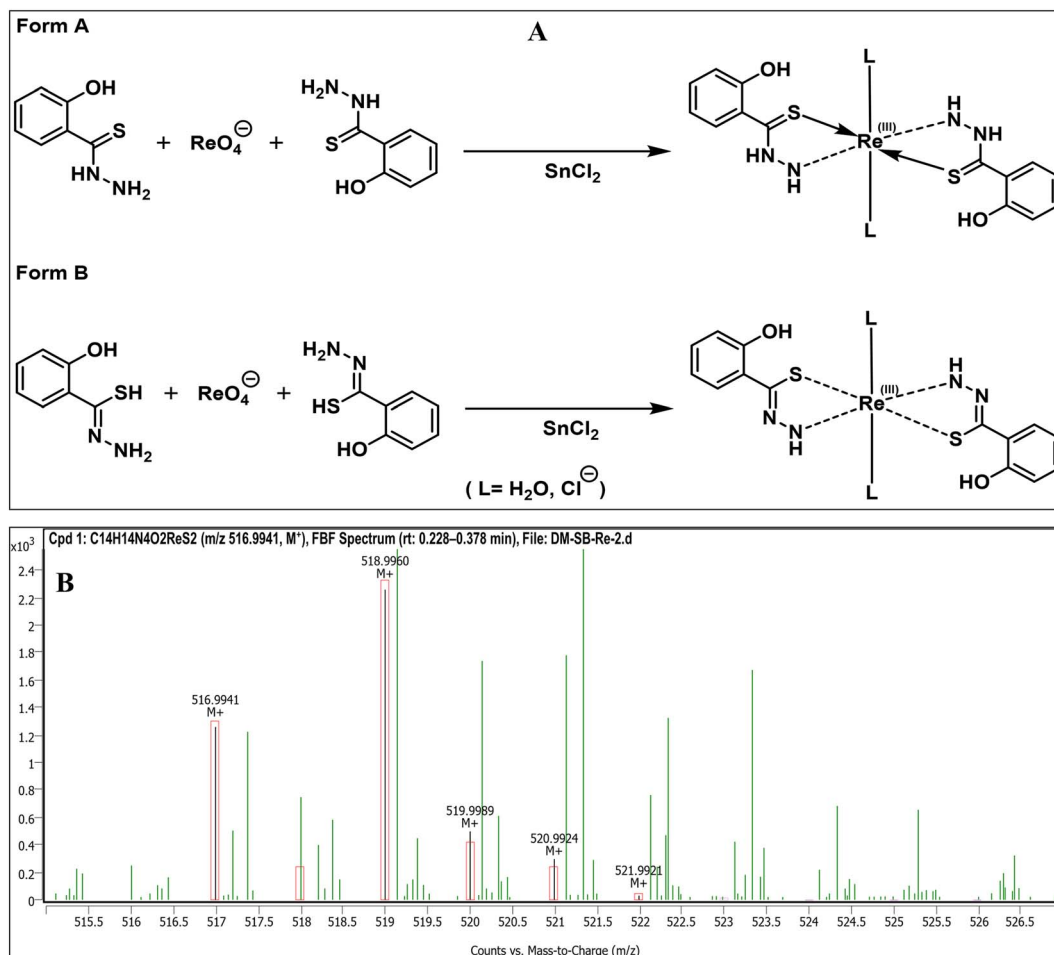 Form A
A
OH
S
HN
NH₂
+
ReO₄⊖
+
H₂N
NH
S
HO
SnCl₂
OH
S
NH
N
H
L
Re(III)
L
H
N
NH
S
HO
Form B
OH
SH
N
NH₂
+
ReO₄⊖
+
H₂N
N
HS
HO
SnCl₂
( L= H₂O, Cl⊖)
OH
S
N
N
H
L
Re(III)
L
H
N
N
S
HO
Cpd 1: C14H14N4O2ReS2 (m/z 516.9941, M⁺), FBF Spectrum (rt: 0.228–0.378 min), File: DM-SB-Re-2.d
x10³
B
2.4
2.2
2
1.8
1.6
1.4
1.2
1
0.8
0.6
0.4
0.2
0
516.9941
M+
518.9960
M+
519.9989
M+
520.9924
M+
521.9921
M+
515.5 516 516.5 517 517.5 518 518.5 519 519.5 520 520.5 521 521.5 522 522.5 523 523.5 524 524.5 525 525.5 526 526.5
Counts vs. Mass-to-Charge (m/z)